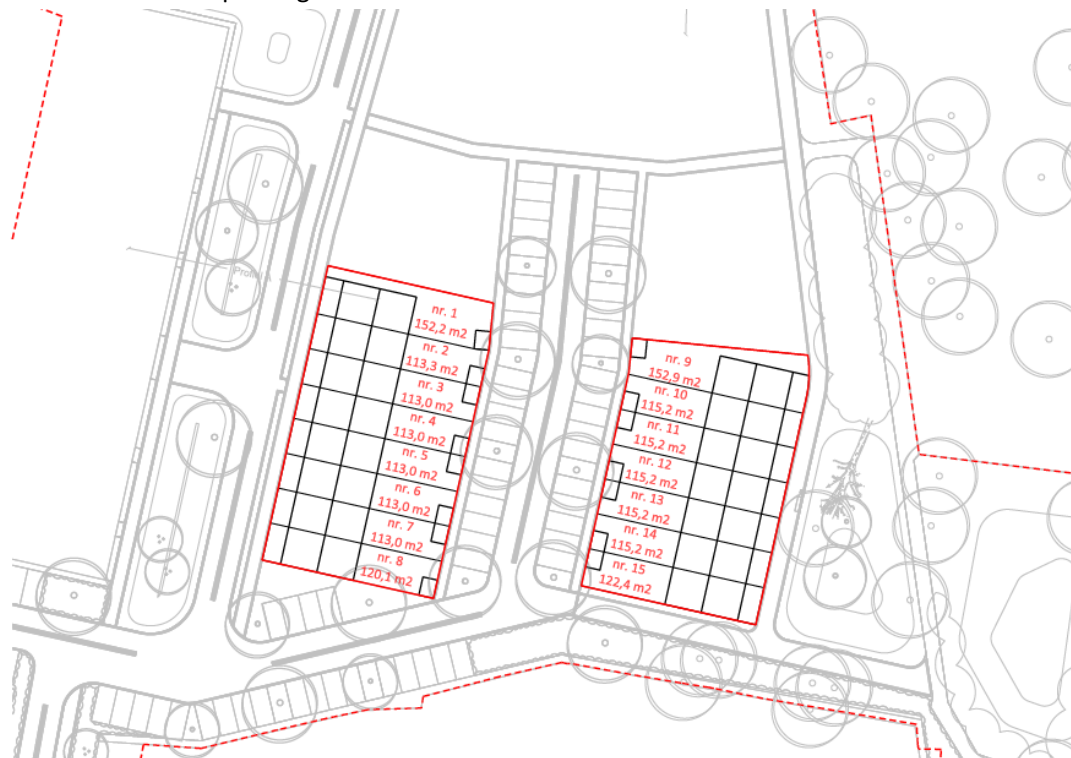 nr. 1
152,2 m2
nr. 2
113,3 m2
nr. 3
113,0 m2
nr. 4
113,0 m2
nr. 5
113,0 m2
nr. 6
113,0 m2
nr. 7
113,0 m2
nr. 8
120,1 m2
nr. 9
152,9 m2
nr. 10
115,2 m2
nr. 11
115,2 m2
nr. 12
115,2 m2
nr. 13
115,2 m2
nr. 14
115,2 m2
nr. 15
122,4 m2